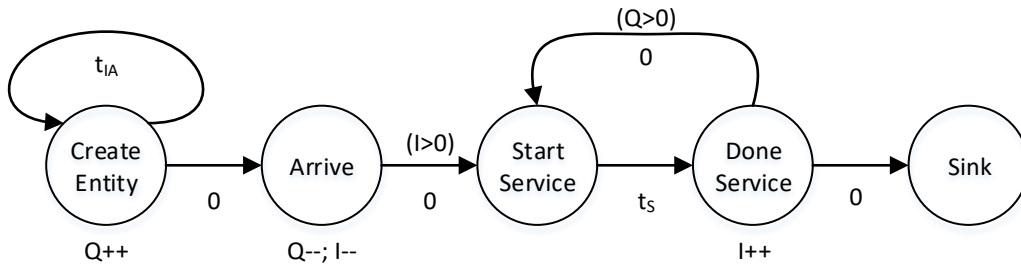 (Q>0)
0
t_IA
Create
Entity
0
Q++
Arrive
Q--; I--
(I>0)
0
Start
Service
t_S
Done
Service
I++
0
Sink